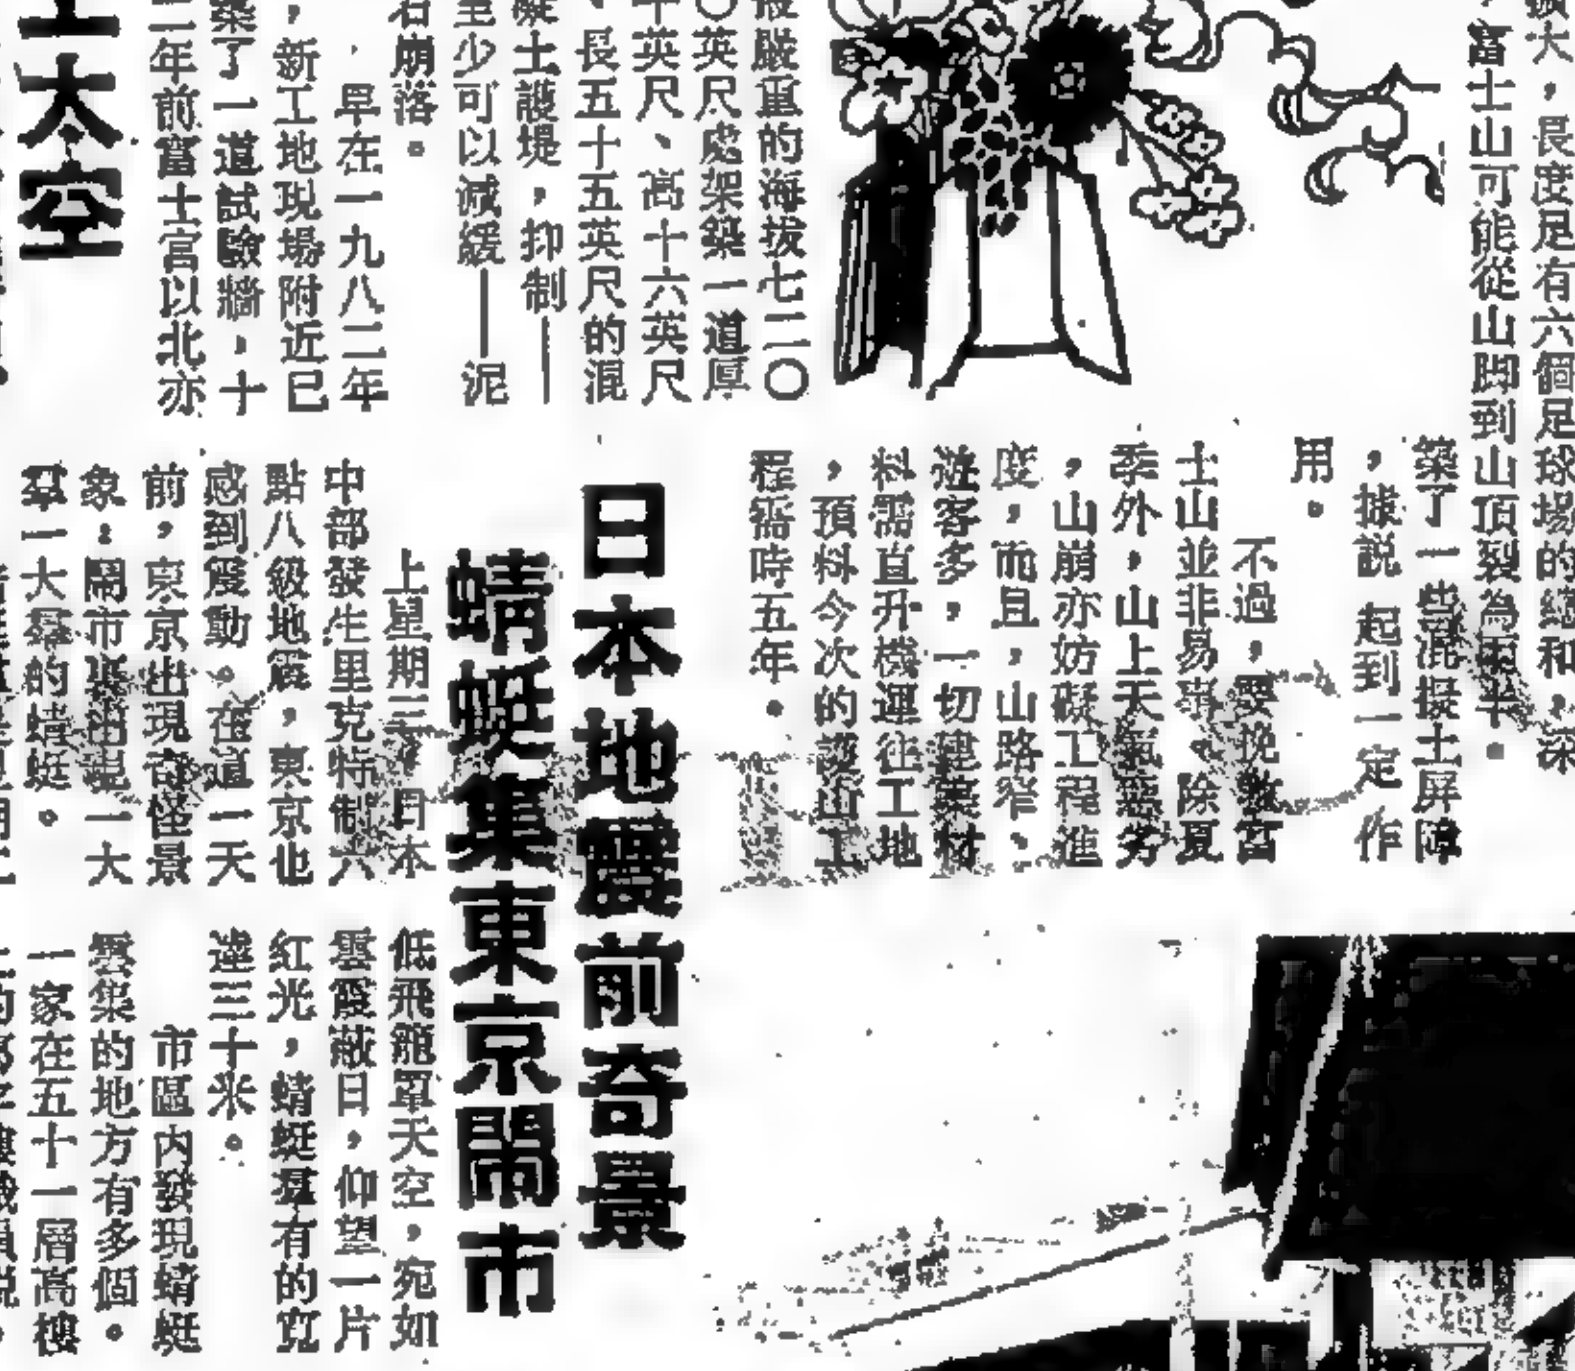 擴大，長度足有六個足球場的總和，深
，富士山可能從山脚到山頂裂為兩半。
築了一些混擬土屏障
，據説 起到一定作
用。
不過，要挽救富
士山並非易事、除夏
季外，山上天氣惡劣
，山崩亦妨礙工程進
度，而且，山路窄、
遊客多，一切建築材
料需直升機運往工地
，預料今次的護山工
程需時五年。
嚴重的海拔七二〇
〇英尺處架築一道厚
十英尺、高十六英尺
、長五十五英尺的混
凝土護堤，抑制——
至少可以減緩——泥
石崩落。
早在一九八二年
，新工地現場附近已
築了一道試驗牆，十
二年前富士宮以北亦
太空
日本地震前奇景
蜻蜓集東京鬧市
上星期三，日本
中部發生里克特制六
點八級地震，東京也
感到震動。在這一天
前，東京出現奇怪景
象：鬧市裏出現一大
羣一大羣的蜻蜓。
低飛籠罩天空，宛如
雲霞蔽日，仰望一片
紅光，蜻蜓羣有的寬
達三十米。
市區內發現蜻蜓
雲集的地方有多個。
一家在五十一層高樓